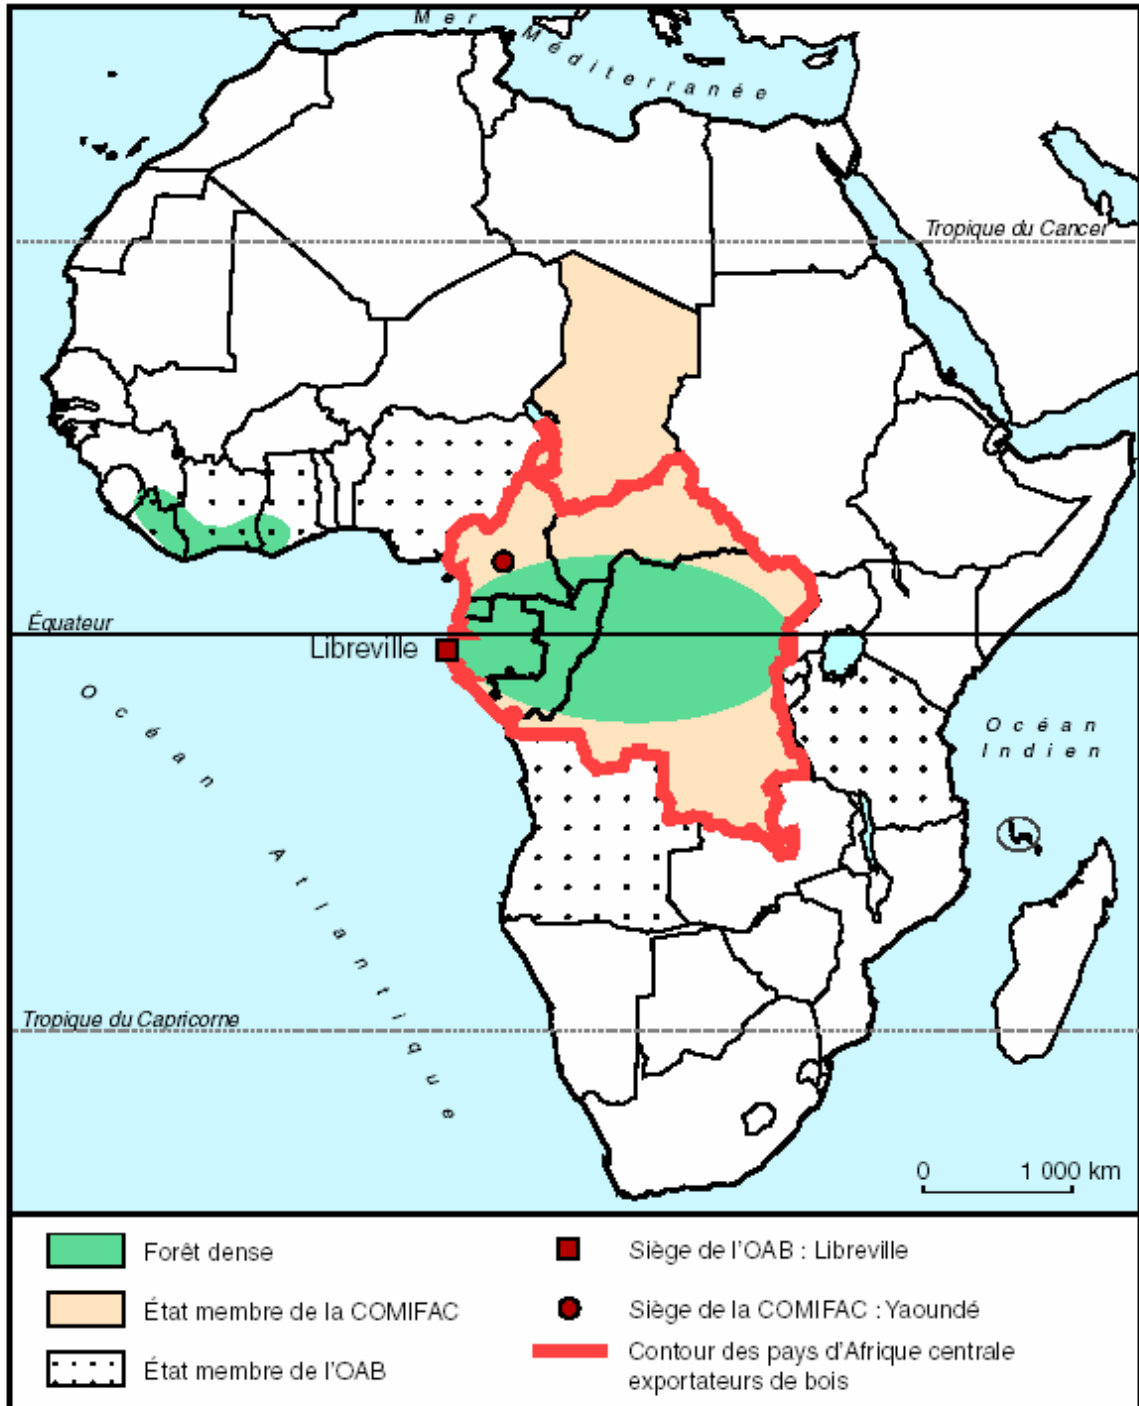 Mer
Méditerranée
Tropique du Cancer
Équateur
Libreville
Océan
Atlantique
Océan
Indien
Tropique du Capricorne
0 1 000 km
Forêt dense
État membre de la COMIFAC
État membre de l'OAB
Siège de l'OAB : Libreville
Siège de la COMIFAC : Yaoundé
Contour des pays d'Afrique centrale
exportateurs de bois